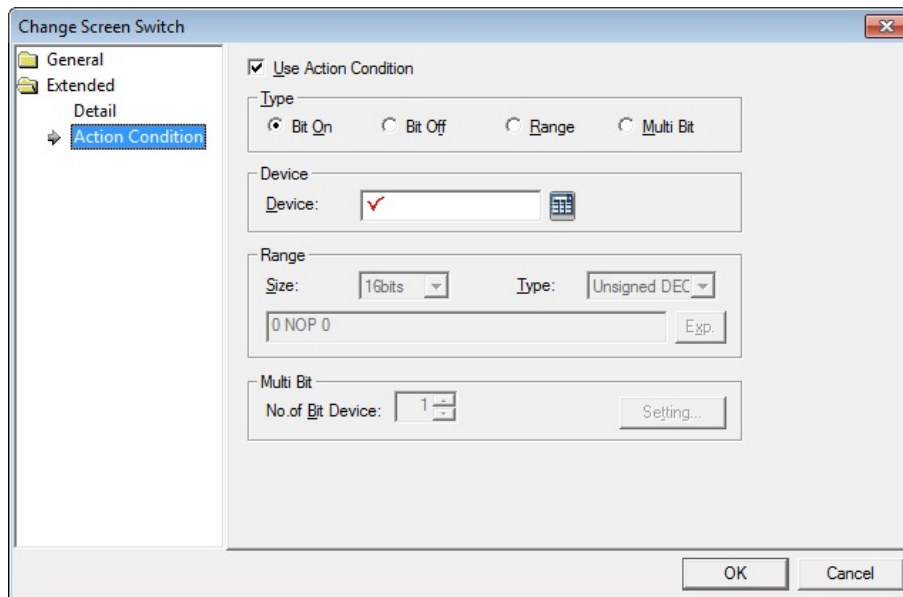 Change Screen Switch
General
Extended
Detail
Action Condition
Use Action Condition
Type
Bit On
Bit Off
Range
Multi Bit
Device
Device:
Range
Size:
16bits
Type:
Unsigned DEC
0 NOP 0
Exp.
Multi Bit
No.of Bit Device:
1
Setting...
OK
Cancel